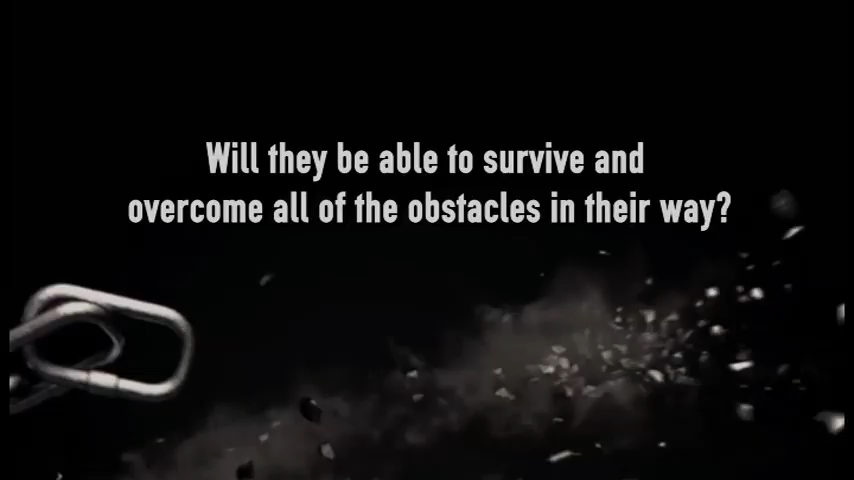 Will they be able to survive and
overcome all of the obstacles in their way?